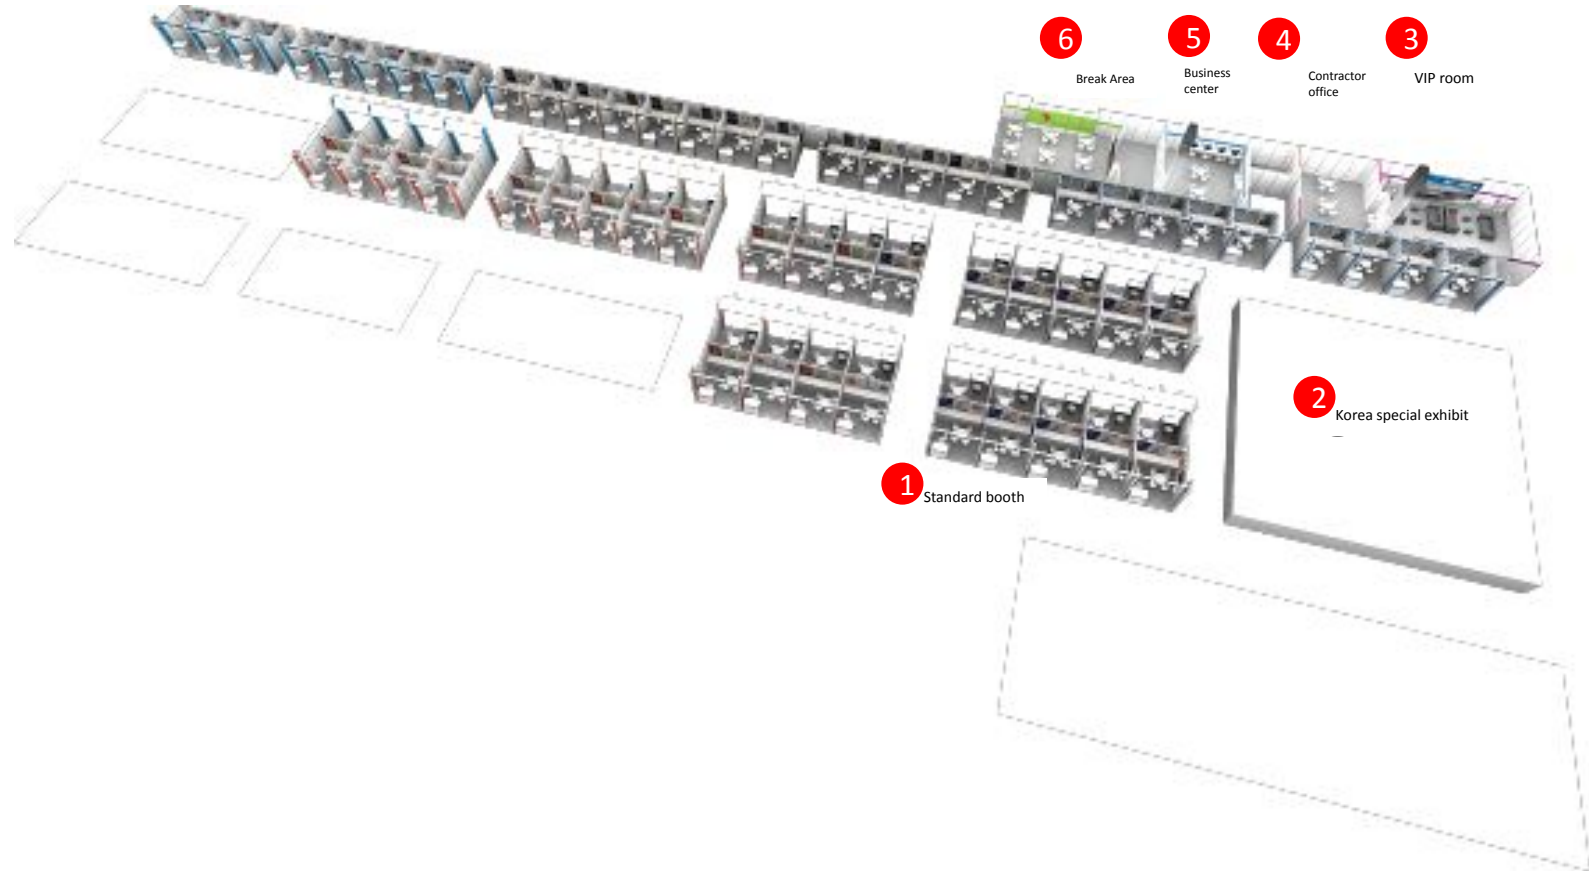 6
Break Area
5
Business
center
4
Contractor
office
3
VIP room
2
Korea special exhibit
1
Standard booth